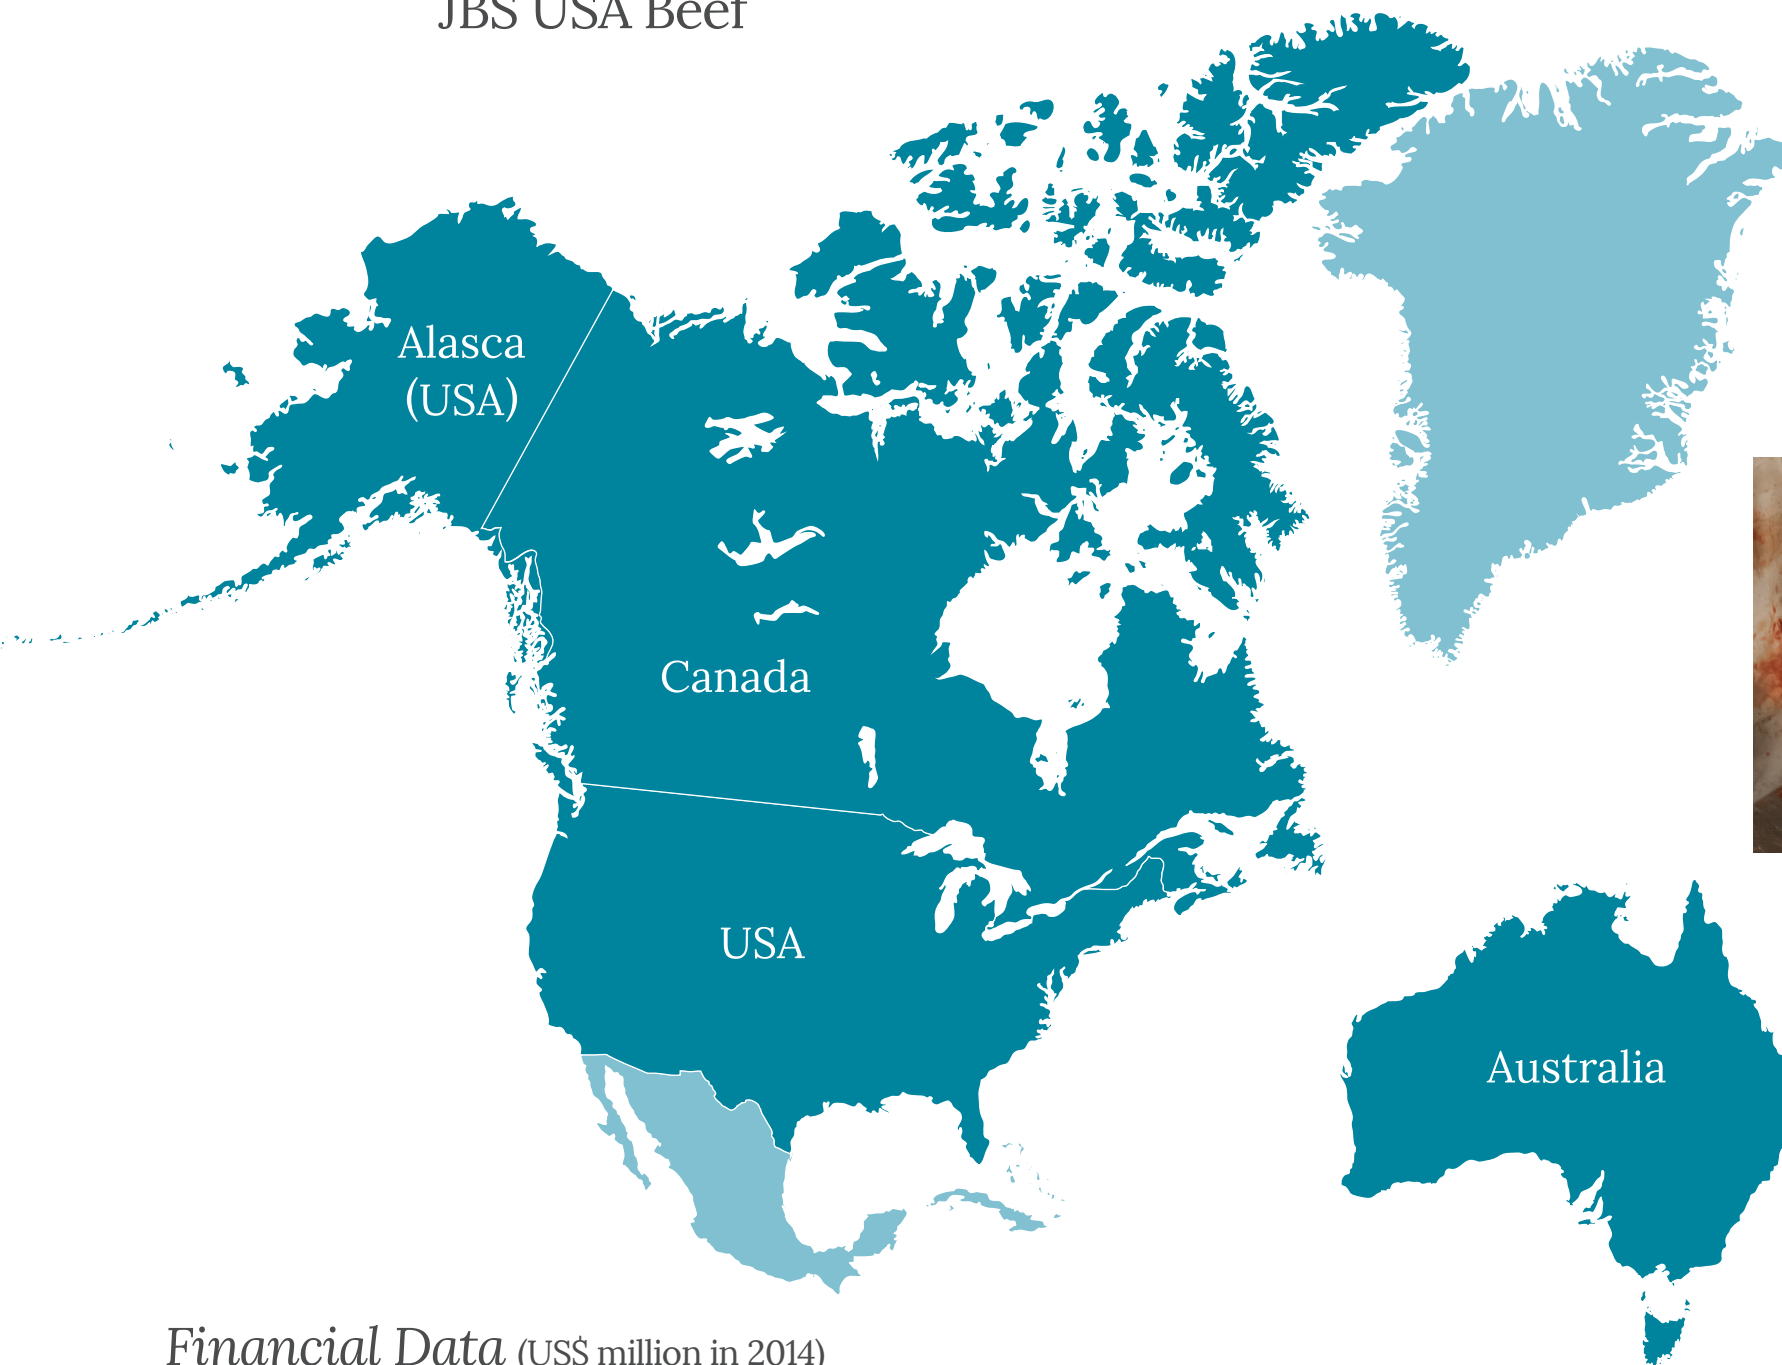 JBS USA Beef
Alasca
(USA)
Canada
USA
Australia
Financial Data (US$ million in 2014)